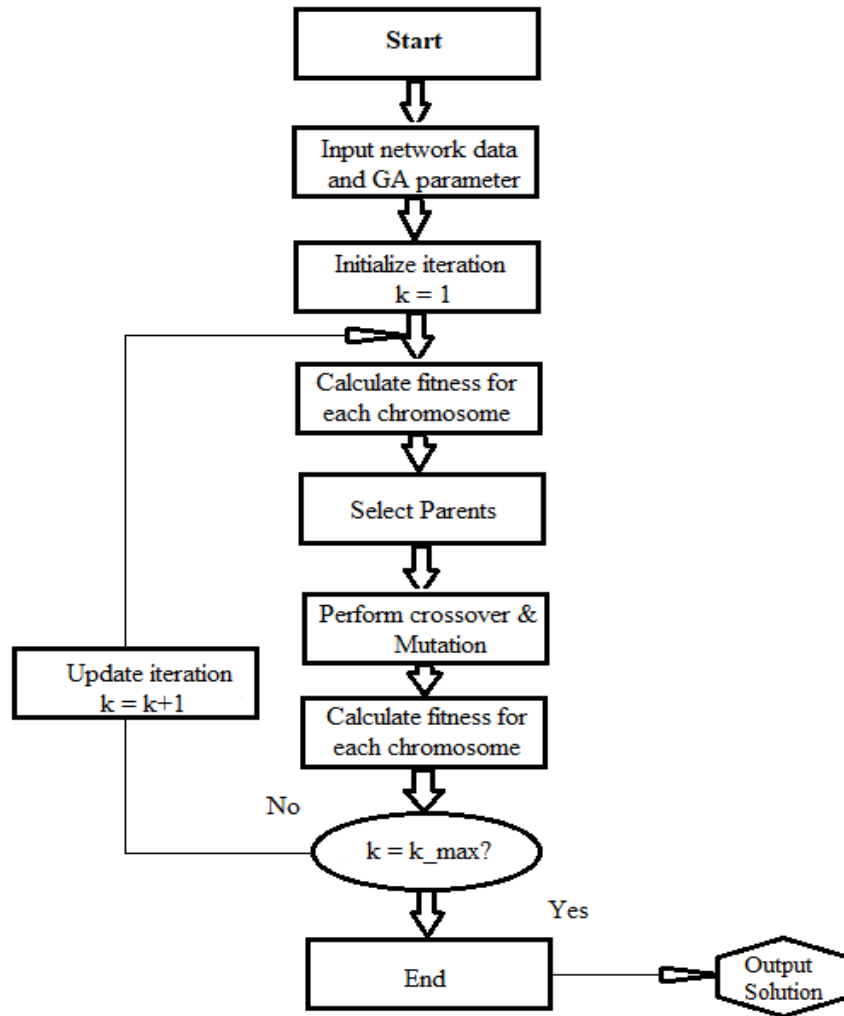 Start
Input network data
and GA parameter
Initialize iteration
k = 1
Calculate fitness for
each chromosome
Select Parents
Perform crossover &
Mutation
Update iteration
k = k+1
Calculate fitness for
each chromosome
No
k = k_max?
Yes
End
Output
Solution